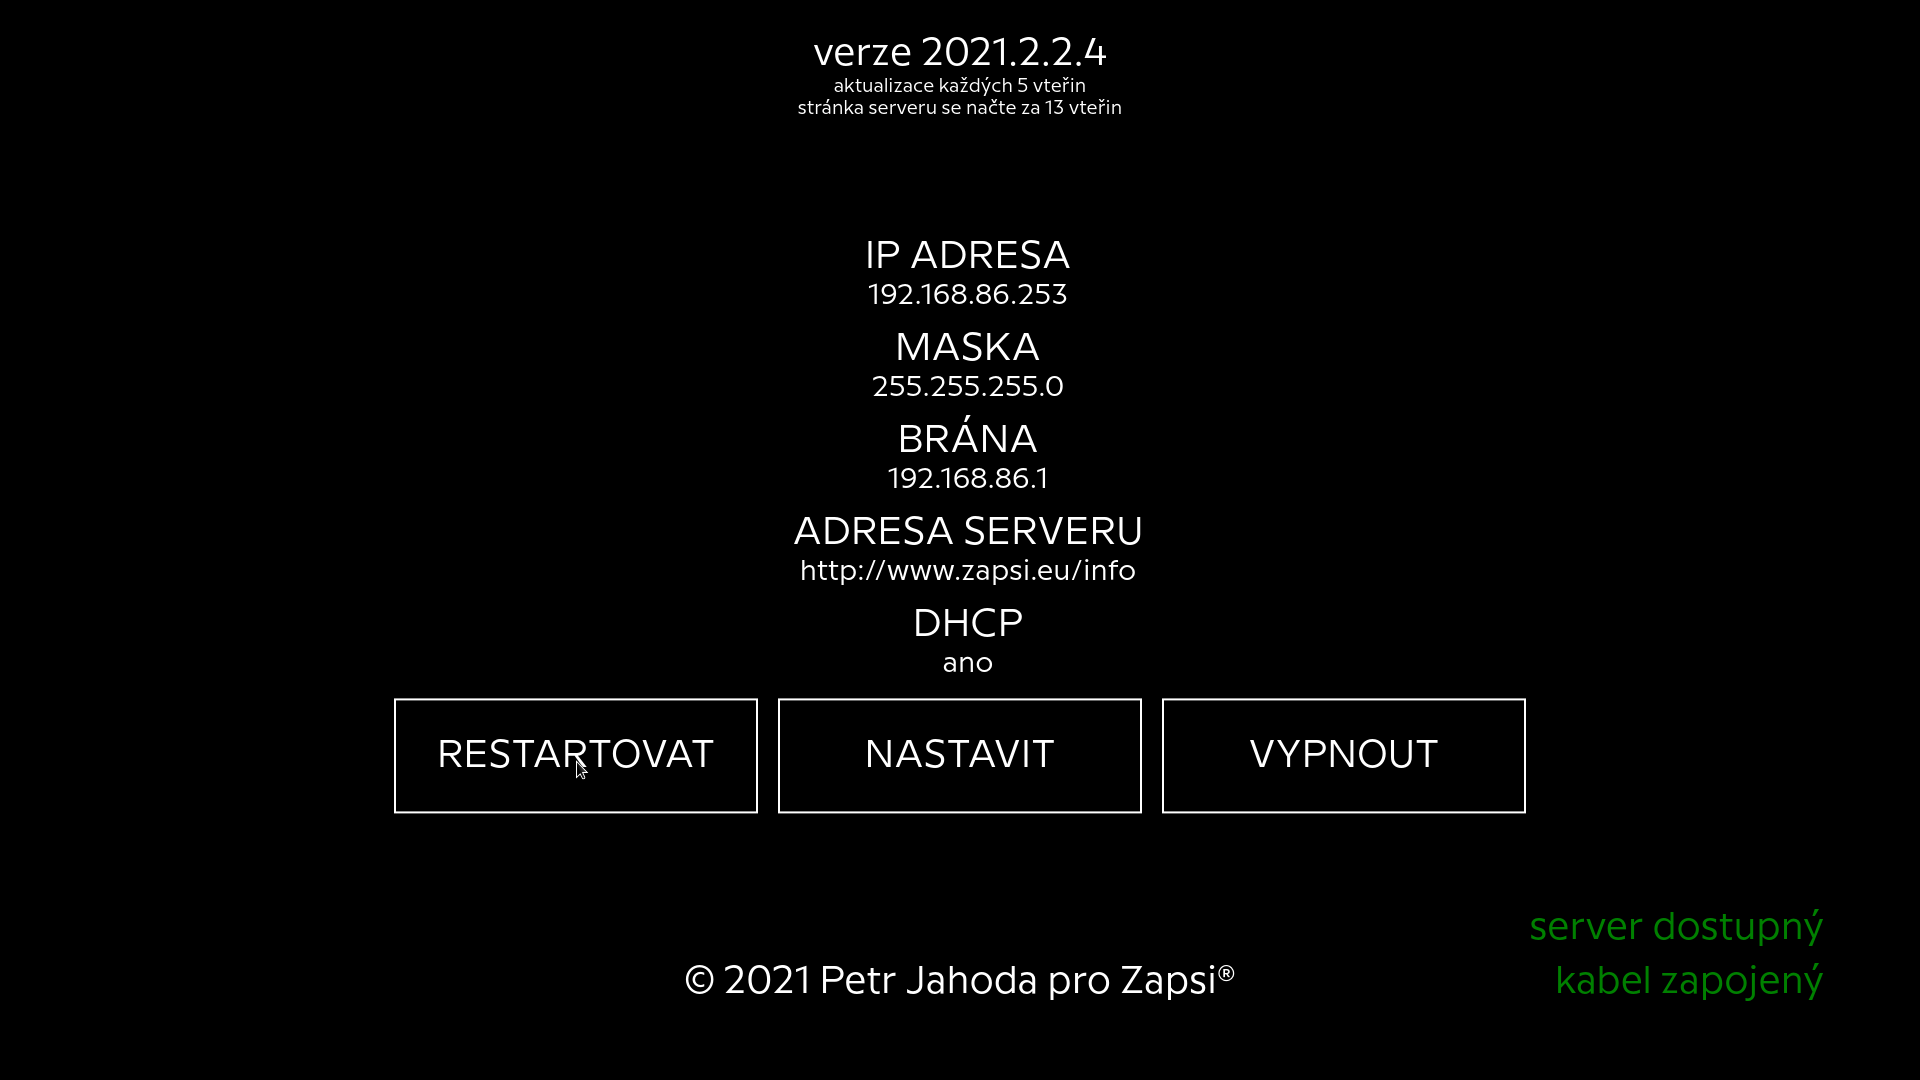 verze 2021.2.2.4
aktualizace každých 5 vteřin
stránka serveru se načte za 13 vteřin
IP ADRESA
192.168.86.253
MASKA
255.255.255.0
BRÁNA
192.168.86.1
ADRESA SERVERU
http://www.zapsi.eu/info
DHCP
ano
RESTARTOVAT
NASTAVIT
VYPNOUT
server dostupný
© 2021 Petr Jahoda pro Zapsi®
kabel zapojený